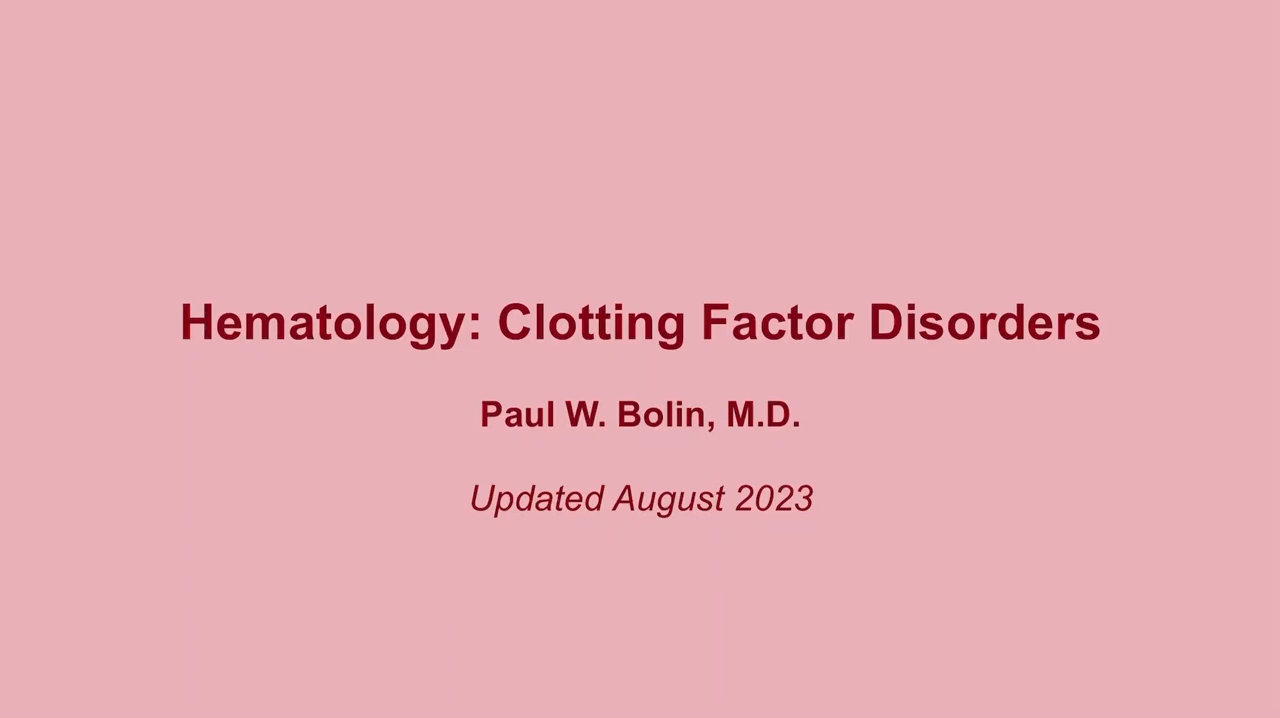 Hematology: Clotting Factor Disorders
Paul W. Bolin, M.D.
Updated August 2023